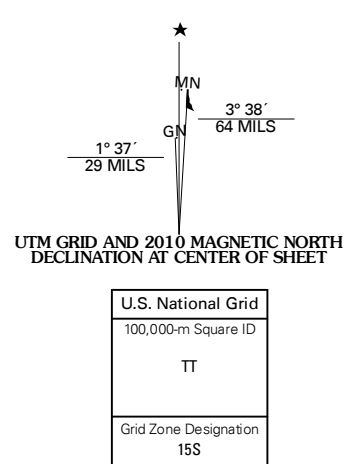 ★
MN
GN
3° 38´
64 MILS
1° 37´
29 MILS
UTM GRID AND 2010 MAGNETIC NORTH
DECLINATION AT CENTER OF SHEET
U.S. National Grid
100,000-m Square ID
TT
Grid Zone Designation
15S